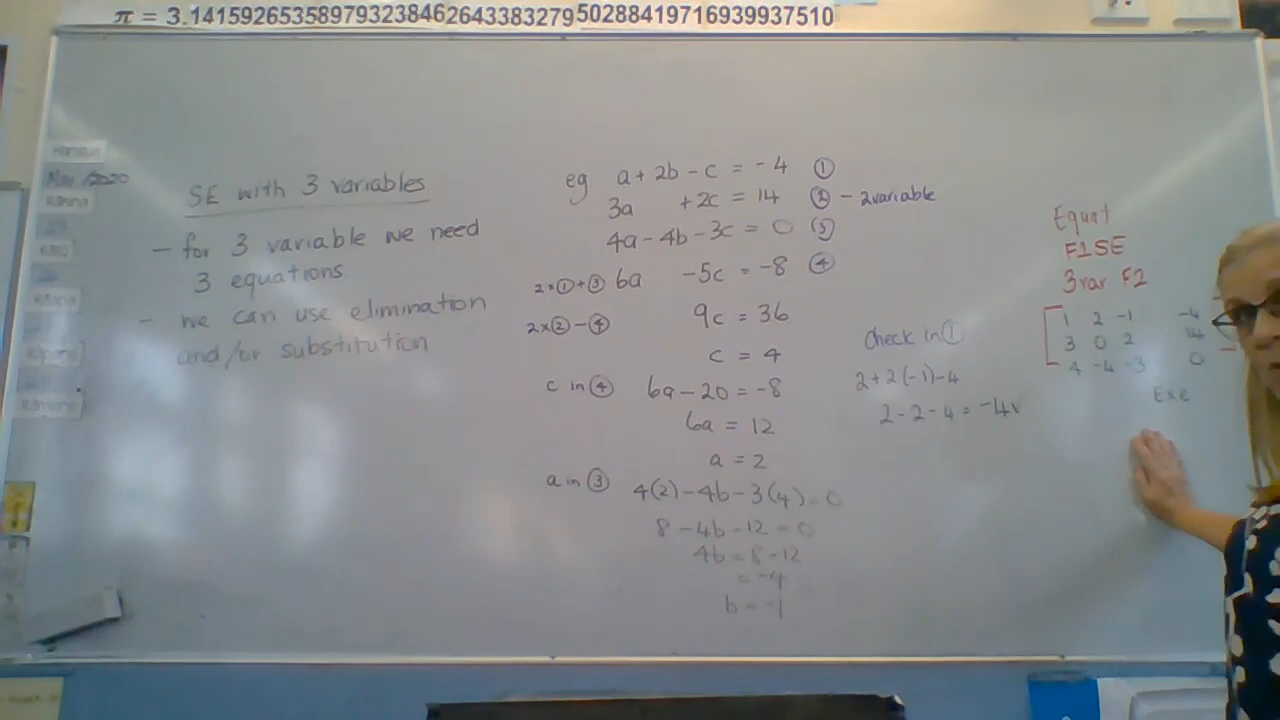 π = 3.14159265358979323846264338327950288419716939937510
May /2020
SE with 3 variables
- for 3 variable we need
3 equations
- we can use elimination
and/or substitution
eg a + 2b - c = -4 ①
3a + 2c = 14 ② - 2variable
4a - 4b - 3c = 0 ③
2×①+③ 6a - 5c = -8 ④
2×②-④ 9c = 36
c = 4
c in ④ 6a - 20 = -8
6a = 12
a = 2
a in ③ 4(2) - 4b - 3(4) = 0
8 - 4b - 12 = 0
4b = 8 - 12
= -4
b = -1
Check in ①
2 + 2(-1) - 4
2 - 2 - 4 = -4 ✓
Equat
F1SE
3var F2
1 2 -1 -4
3 0 2 14
4 -4 -3 0
Exe